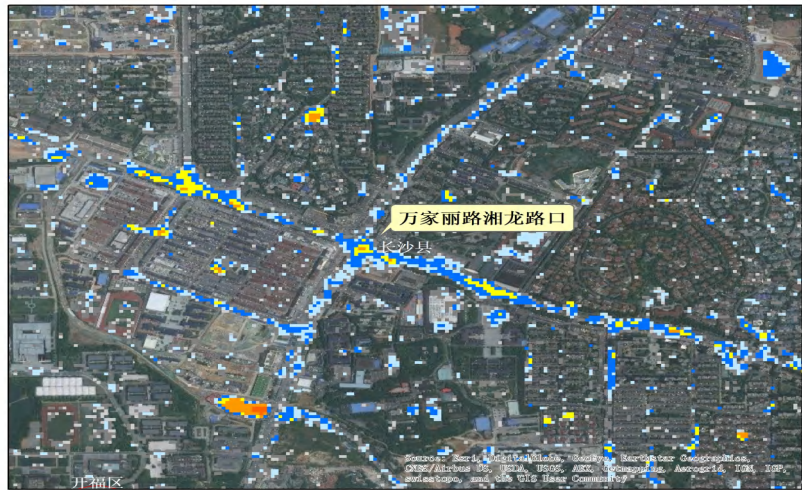 万家丽路湘龙路口
长沙县
Source: Esri, DigitalGlobe, GeoEye, Earthstar Geographics,
CNES/Airbus DS, USDA, USGS, AEX, Getmapping, Aerogrid, IGN, IGP,
swisstopo, and the GIS User Community
开福区